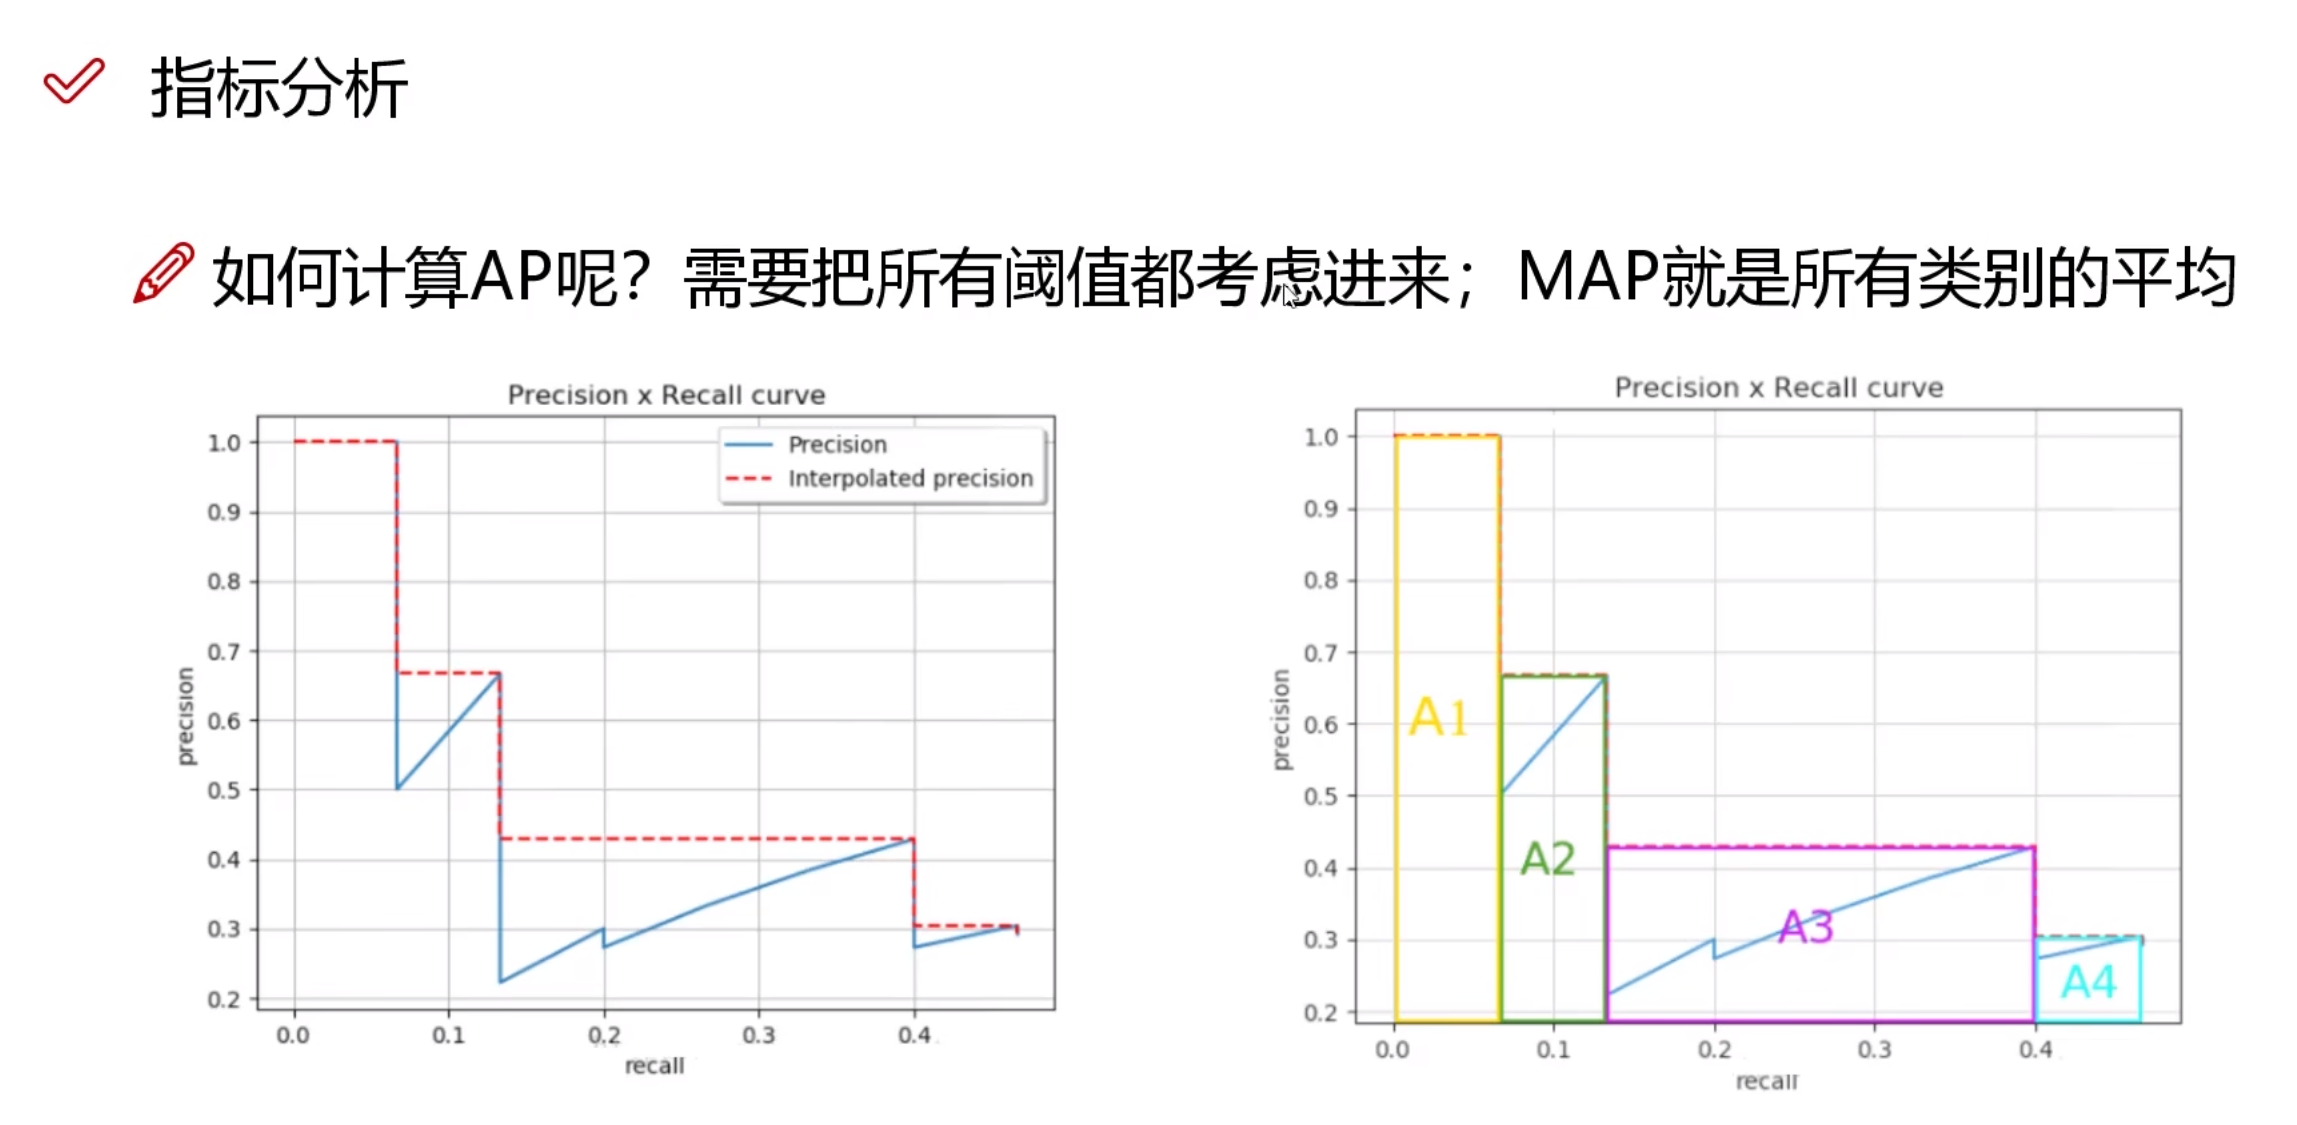 指标分析
如何计算AP呢？需要把所有阈值都考虑进来；MAP就是所有类别的平均
Precision x Recall curve
Precision
Interpolated precision
1.0
0.9
0.8
0.7
0.6
0.5
0.4
0.3
0.2
precision
0.0 0.1 0.2 0.3 0.4
recall
Precision x Recall curve
1.0
0.9
0.8
0.7
0.6
0.5
0.4
0.3
0.2
precision
A1
A2
A3
A4
0.0 0.1 0.2 0.3 0.4
recall